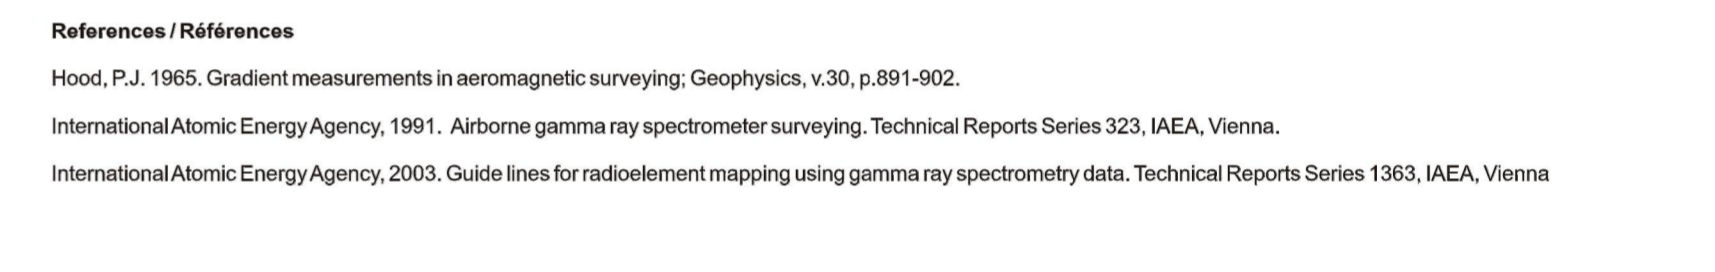 References / Références
Hood, P.J. 1965. Gradient measurements in aeromagnetic surveying; Geophysics, v.30, p.891-902.
International Atomic Energy Agency, 1991.  Airborne gamma ray spectrometer surveying. Technical Reports Series 323, IAEA, Vienna.
International Atomic Energy Agency, 2003. Guide lines for radioelement mapping using gamma ray spectrometry data. Technical Reports Series 1363, IAEA, Vienna